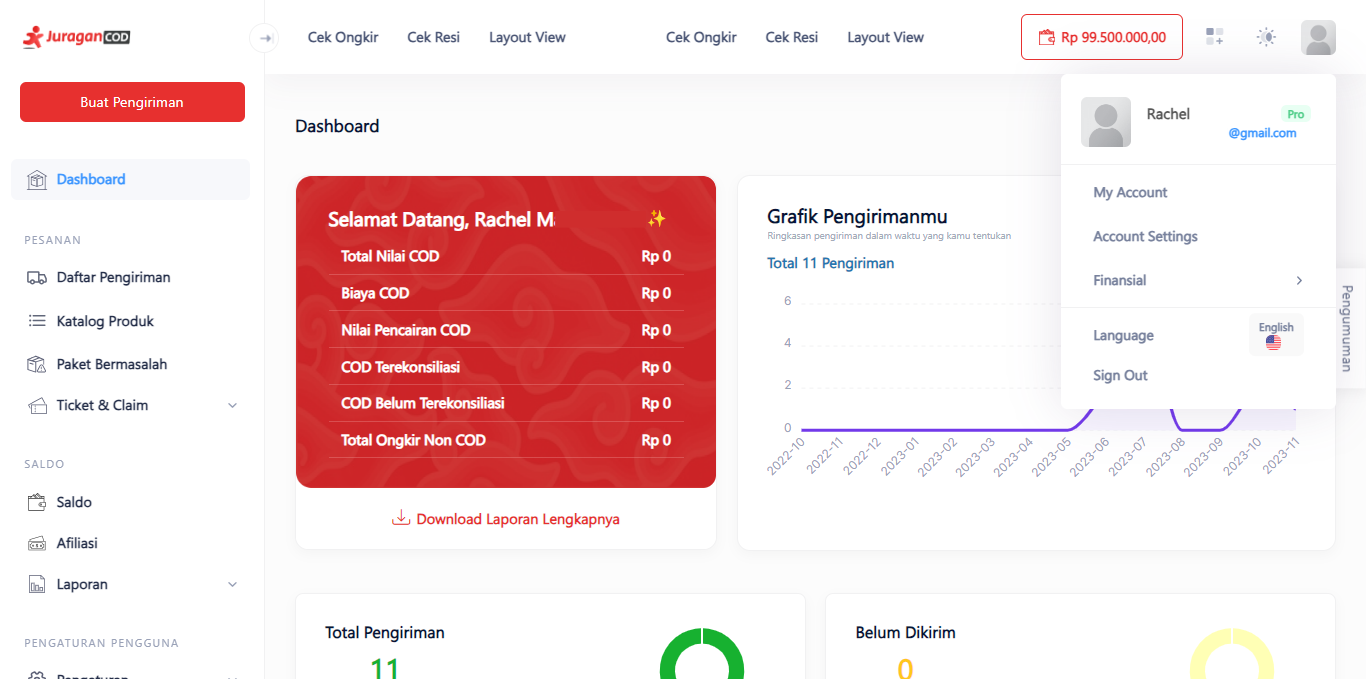 JuraganCOD
Cek Ongkir Cek Resi Layout View Cek Ongkir Cek Resi Layout View Rp 99.500.000,00
Buat Pengiriman
Dashboard
PESANAN
Daftar Pengiriman
Katalog Produk
Paket Bermasalah
Ticket & Claim
SALDO
Saldo
Afiliasi
Laporan
PENGATURAN PENGGUNA
Pengaturan
Dashboard
Selamat Datang, Rachel
Total Nilai COD Rp 0
Biaya COD Rp 0
Nilai Pencairan COD Rp 0
COD Terekonsiliasi Rp 0
COD Belum Terekonsiliasi Rp 0
Total Ongkir Non COD Rp 0
Download Laporan Lengkapnya
Grafik Pengirimanmu
Ringkasan pengiriman dalam waktu yang kamu tentukan
Total 11 Pengiriman
6
4
2
0
2022-10 2022-11 2022-12 2023-01 2023-02 2023-03 2023-04 2023-05 2023-06 2023-07 2023-08 2023-09 2023-10 2023-11
Rachel Pro
@gmail.com
My Account
Account Settings
Finansial
Language English
Sign Out
Pengumuman
Total Pengiriman
11
Belum Dikirim
0